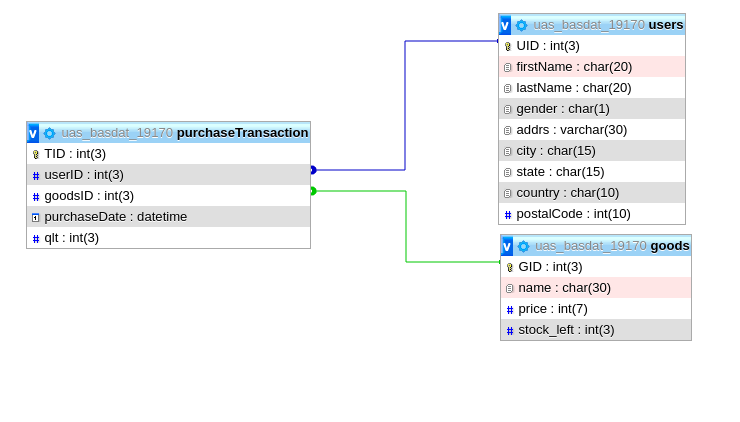 v uas_basdat_19170 users
UID : int(3)
firstName : char(20)
lastName : char(20)
gender : char(1)
addrs : varchar(30)
city : char(15)
state : char(15)
country : char(10)
# postalCode : int(10)
v uas_basdat_19170 purchaseTransaction
TID : int(3)
# userID : int(3)
# goodsID : int(3)
purchaseDate : datetime
# qlt : int(3)
v uas_basdat_19170 goods
GID : int(3)
name : char(30)
# price : int(7)
# stock_left : int(3)